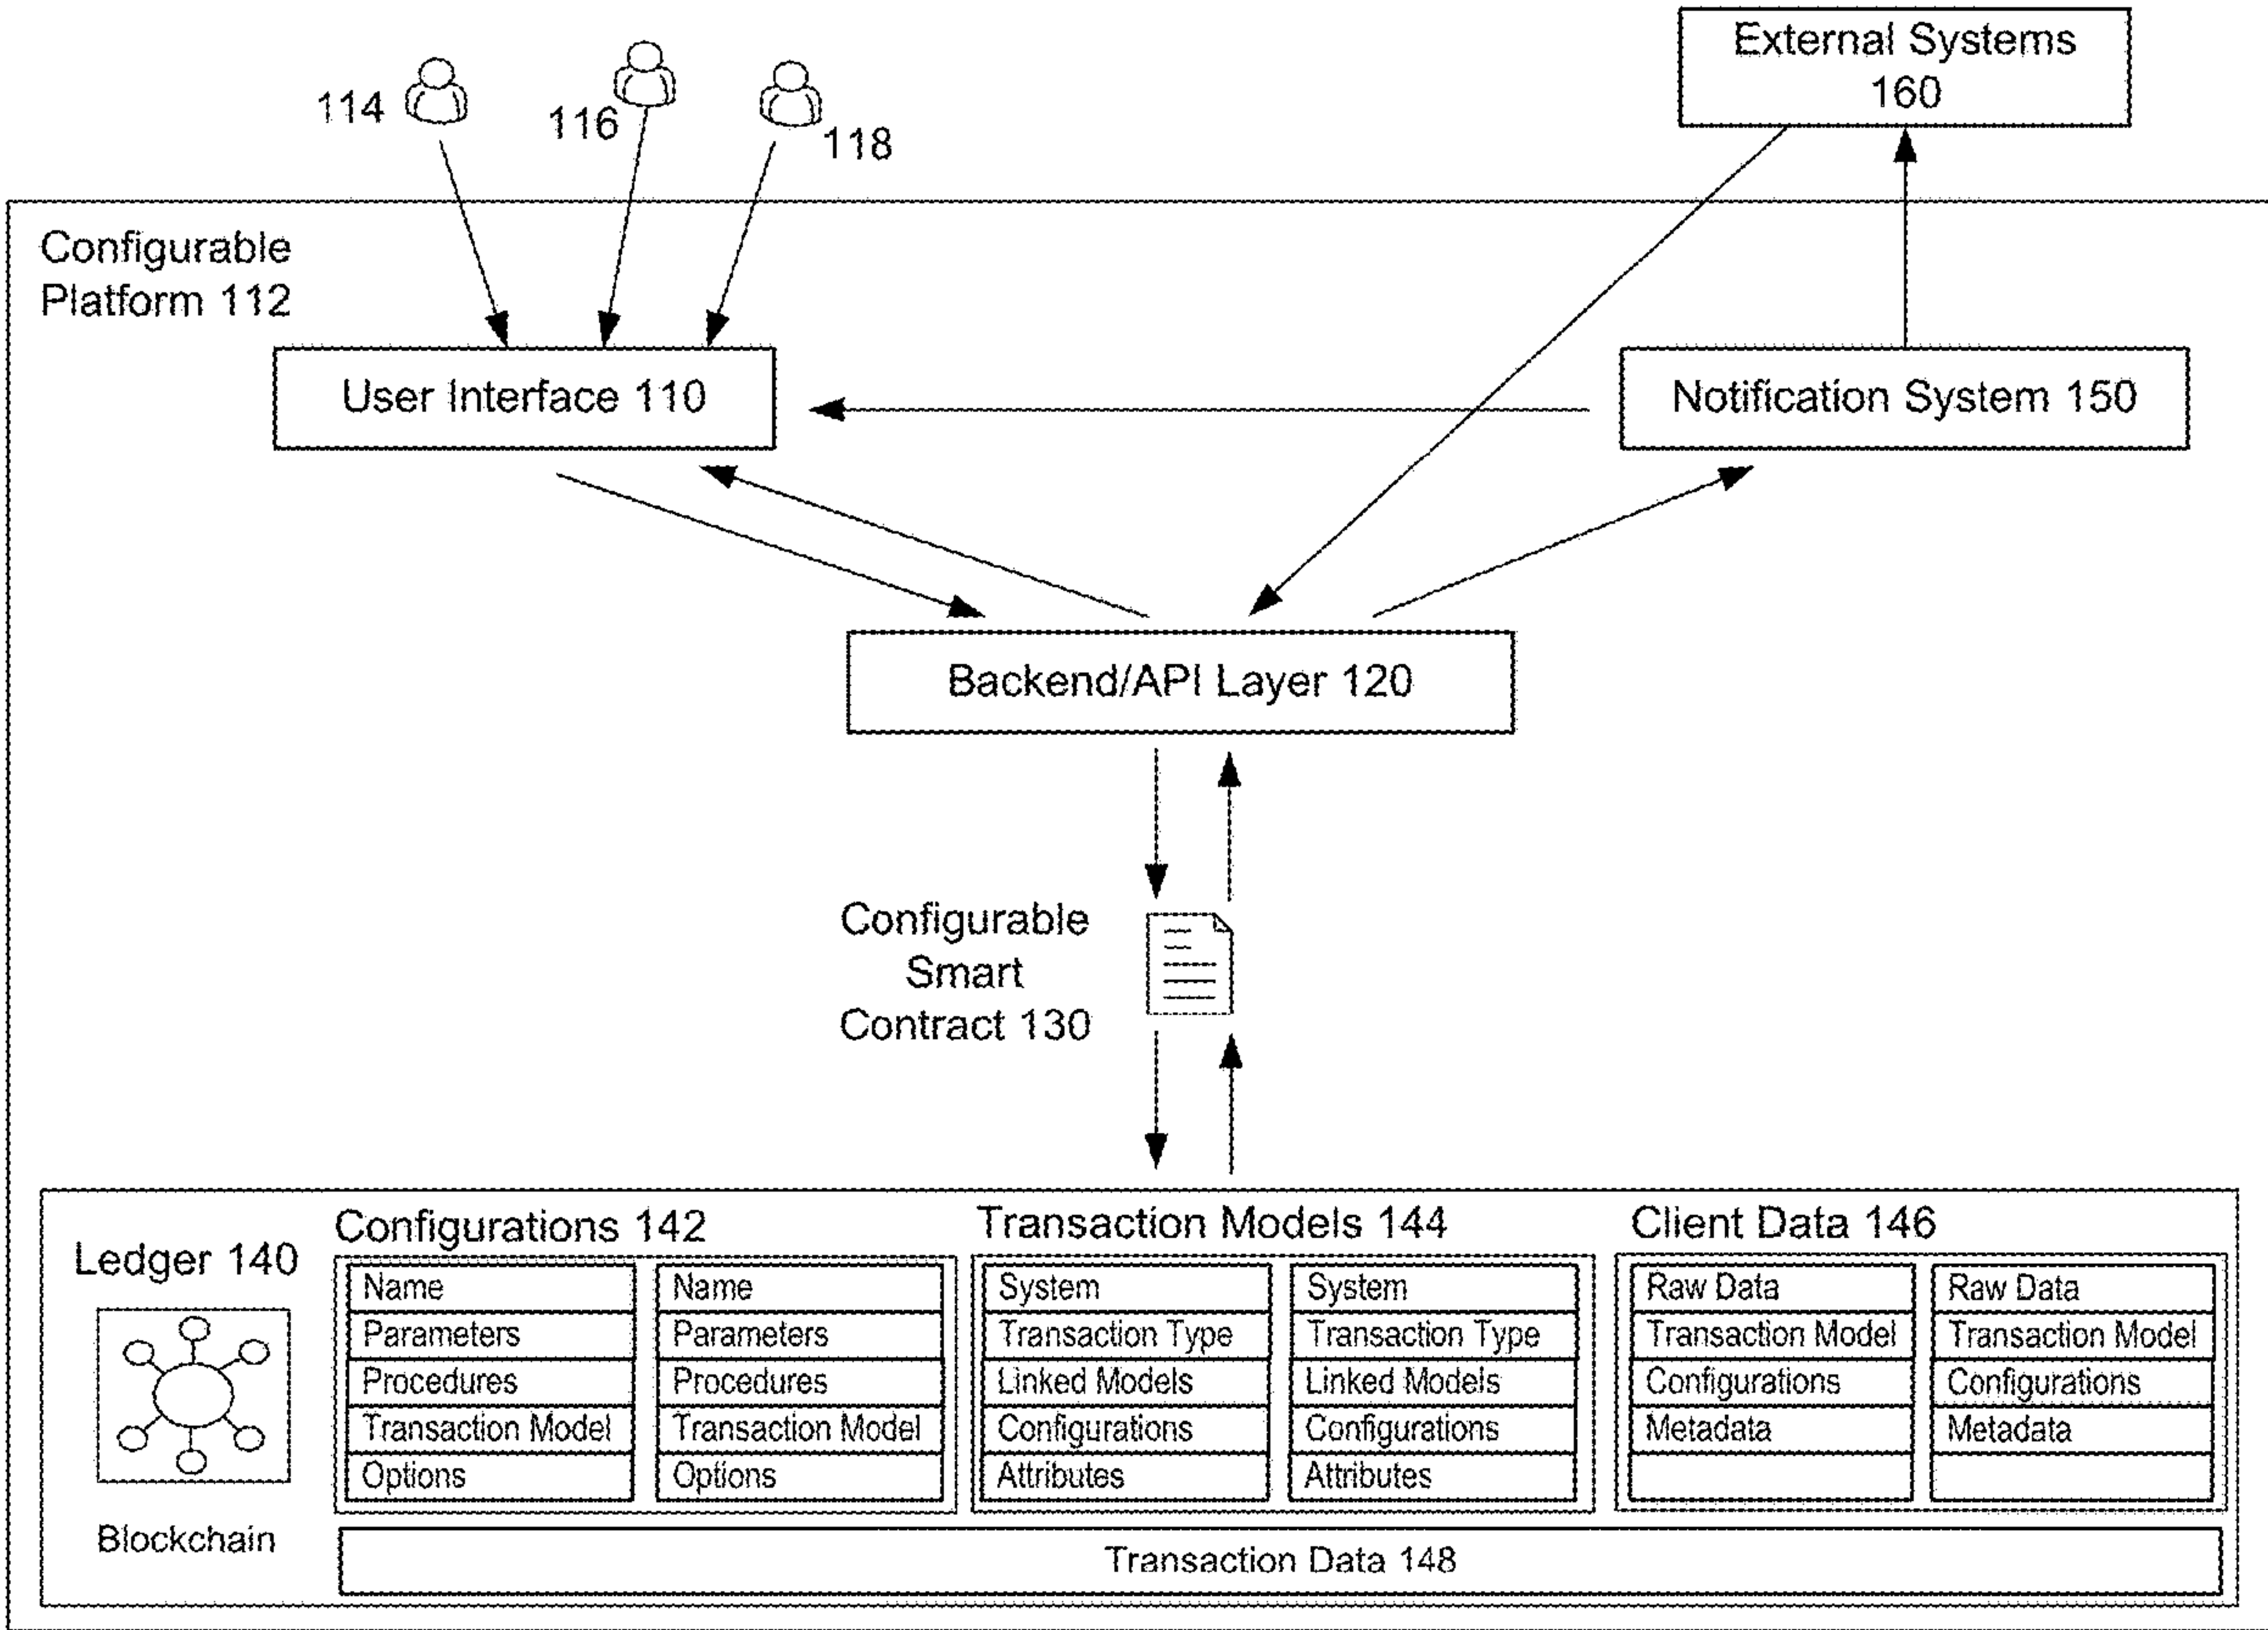 External Systems
160
114
116
118
Configurable
Platform 112
User Interface 110
Notification System 150
Backend/API Layer 120
Configurable
Smart
Contract 130
Ledger 140
Blockchain
Configurations 142
Name
Parameters
Procedures
Transaction Model
Options
Name
Parameters
Procedures
Transaction Model
Options
Transaction Models 144
System
Transaction Type
Linked Models
Configurations
Attributes
System
Transaction Type
Linked Models
Configurations
Attributes
Client Data 146
Raw Data
Transaction Model
Configurations
Metadata
Raw Data
Transaction Model
Configurations
Metadata
Transaction Data 148